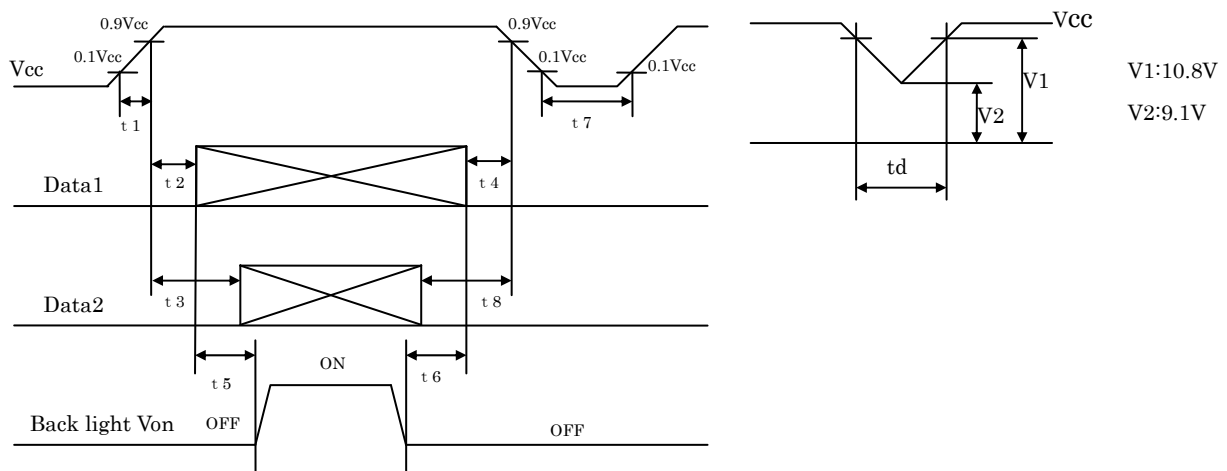 0.9Vcc
0.9Vcc
Vcc
V1:10.8V
V2:9.1V
0.1Vcc
0.1Vcc
0.1Vcc
Vcc
V1
V2
t 1
t 7
td
t 2
t 4
Data1
t 3
t 8
Data2
t 5
ON
t 6
Back light Von
OFF
OFF